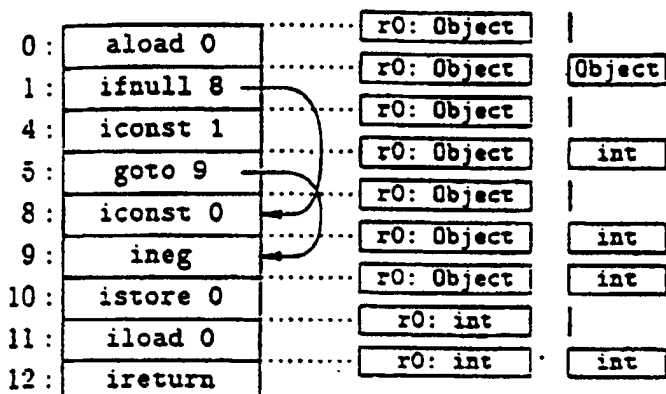 r0: Object
0: aload 0
r0: Object Object
1: ifnull 8
r0: Object
4: iconst 1
r0: Object int
5: goto 9
r0: Object
8: iconst 0
r0: Object int
9: ineg
r0: Object int
10: istore 0
r0: int
11: iload 0
r0: int int
12: ireturn